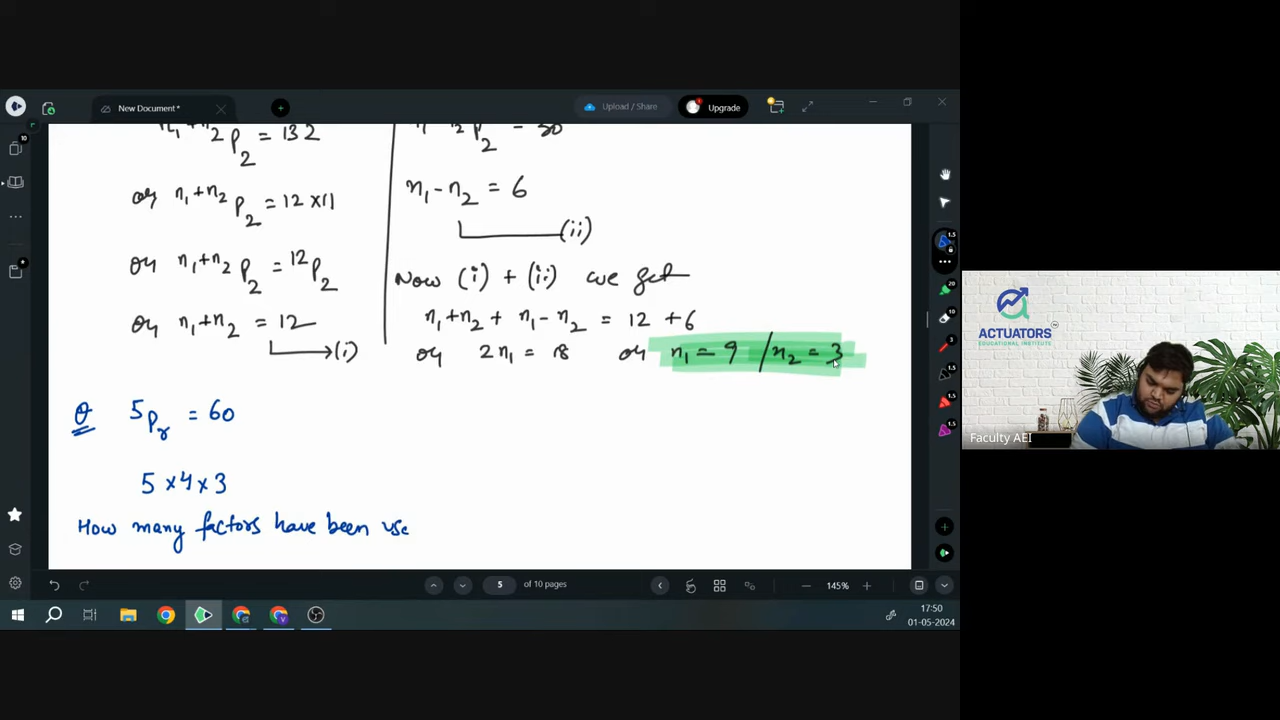 New Document*
Upload / Share
Upgrade
n₁+n₂P₂ = 132
or n₁+n₂P₂ = 12 × 11
or n₁+n₂P₂ = ¹²P₂
or n₁+n₂ = 12
(i)
P₂ = 30
n₁ - n₂ = 6
(ii)
Now (i) + (ii) we get
n₁+n₂ + n₁ - n₂ = 12 + 6
or 2n₁ = 18 or n₁ = 9 / n₂ = 3
Q 5Pr = 60
5 × 4 × 3
How many factors have been use
ACTUATORS
EDUCATIONAL INSTITUTE
Faculty AEI
5 of 10 pages
145%
17:50
01-05-2024